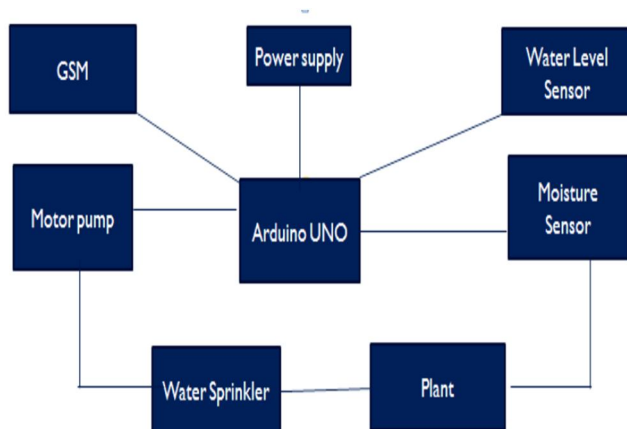 GSM
Power supply
Water Level
Sensor
Motor pump
Arduino UNO
Moisture
Sensor
Water Sprinkler
Plant